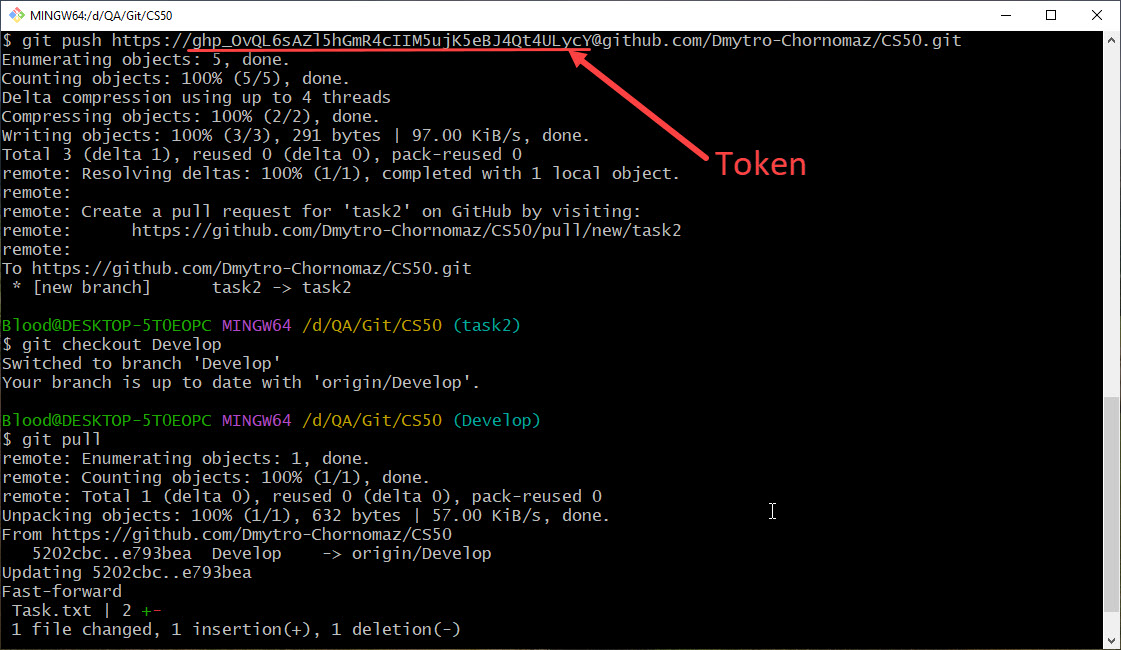 MINGW64:/d/QA/Git/CS50
$ git push https://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@github.com/Dmytro-Chornomaz/CS50.git
Enumerating objects: 5, done.
Counting objects: 100% (5/5), done.
Delta compression using up to 4 threads
Compressing objects: 100% (2/2), done.
Writing objects: 100% (3/3), 291 bytes | 97.00 KiB/s, done.
Total 3 (delta 1), reused 0 (delta 0), pack-reused 0
Token
remote: Resolving deltas: 100% (1/1), completed with 1 local object.
remote:
remote: Create a pull request for 'task2' on GitHub by visiting:
remote:      https://github.com/Dmytro-Chornomaz/CS50/pull/new/task2
remote:
To https://github.com/Dmytro-Chornomaz/CS50.git
 * [new branch]      task2 -> task2
Blood@DESKTOP-5T0EOPC MINGW64 /d/QA/Git/CS50 (task2)
$ git checkout Develop
Switched to branch 'Develop'
Your branch is up to date with 'origin/Develop'.
Blood@DESKTOP-5T0EOPC MINGW64 /d/QA/Git/CS50 (Develop)
$ git pull
remote: Enumerating objects: 1, done.
remote: Counting objects: 100% (1/1), done.
remote: Total 1 (delta 0), reused 0 (delta 0), pack-reused 0
Unpacking objects: 100% (1/1), 632 bytes | 57.00 KiB/s, done.
From https://github.com/Dmytro-Chornomaz/CS50
   5202cbc..e793bea  Develop    -> origin/Develop
Updating 5202cbc..e793bea
Fast-forward
 Task.txt | 2 +-
 1 file changed, 1 insertion(+), 1 deletion(-)